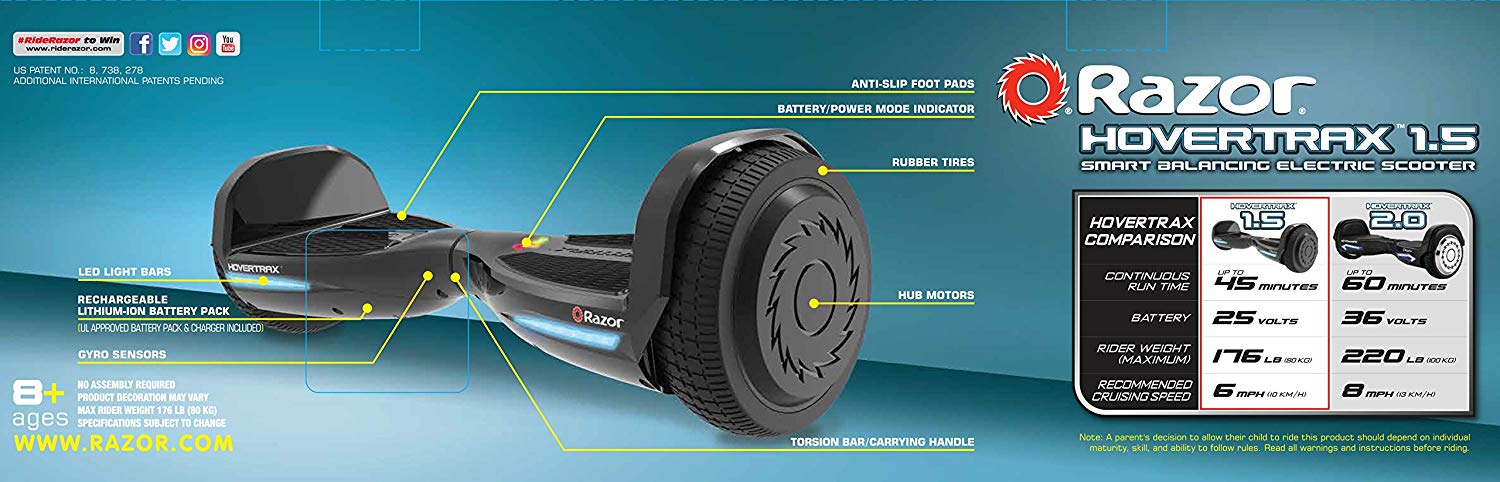 #RideRazor to Win
www.riderazor.com
You
Tube
US PATENT NO.: 8, 738, 278
ADDITIONAL INTERNATIONAL PATENTS PENDING
ANTI-SLIP FOOT PADS
BATTERY/POWER MODE INDICATOR
RUBBER TIRES
HUB MOTORS
TORSION BAR/CARRYING HANDLE
LED LIGHT BARS
RECHARGEABLE
LITHIUM-ION BATTERY PACK
(UL APPROVED BATTERY PACK & CHARGER INCLUDED)
GYRO SENSORS
HOVERTRAX
Razor
8+
ages
NO ASSEMBLY REQUIRED
PRODUCT DECORATION MAY VARY
MAX RIDER WEIGHT 176 LB (80 KG)
SPECIFICATIONS SUBJECT TO CHANGE
WWW.RAZOR.COM
® Razor®
HOVERTRAX™ 1.5
SMART BALANCING ELECTRIC SCOOTER
HOVERTRAX COMPARISON
HOVERTRAX 1.5
HOVERTRAX 2.0
CONTINUOUS RUN TIME UP TO 45 MINUTES UP TO 60 MINUTES
BATTERY 25 VOLTS 36 VOLTS
RIDER WEIGHT (MAXIMUM) 176 LB (80 KG) 220 LB (100 KG)
RECOMMENDED CRUISING SPEED 6 MPH (10 KM/H) 8 MPH (13 KM/H)
Note: A parent's decision to allow their child to ride this product should depend on individual
maturity, skill, and ability to follow rules. Read all warnings and instructions before riding.